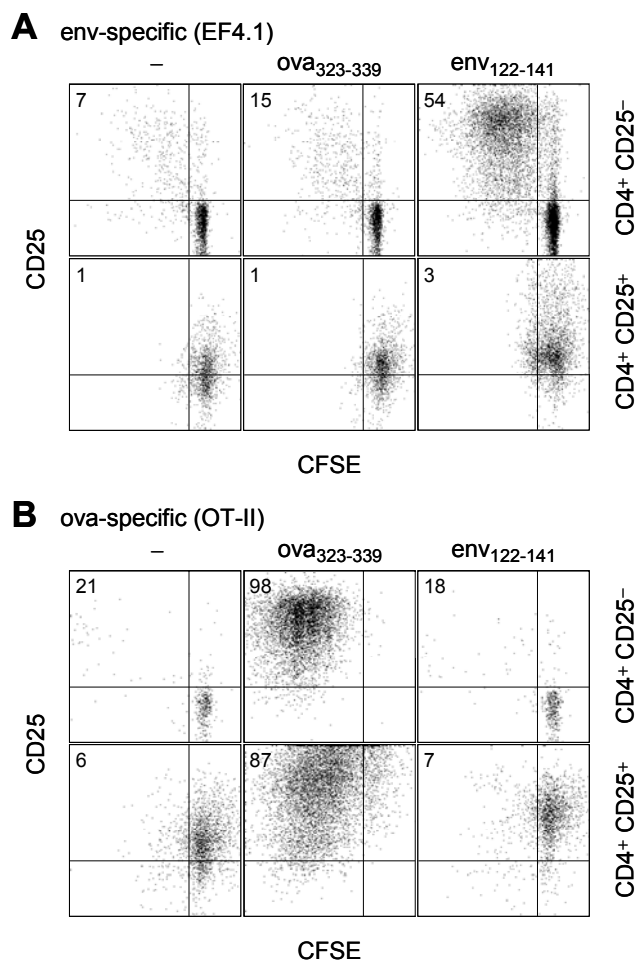 A env-specific (EF4.1)
– ova323-339 env122-141
7 15 54
CD4+ CD25–
CD25
1 1 3
CD4+ CD25+
CFSE
B ova-specific (OT-II)
– ova323-339 env122-141
21 98 18
CD4+ CD25–
CD25
6 87 7
CD4+ CD25+
CFSE